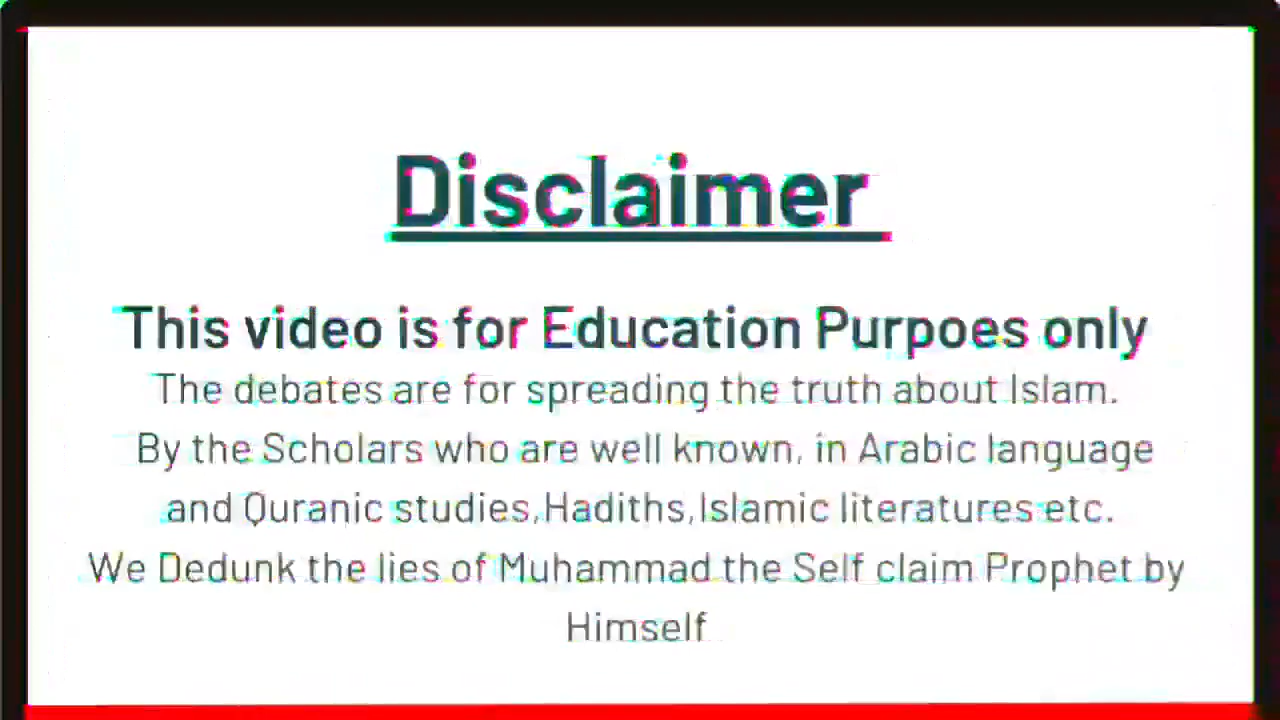 Disclaimer
This video is for Education Purpoes only
The debates are for spreading the truth about Islam.
By the Scholars who are well known, in Arabic language
and Quranic studies,Hadiths,Islamic literatures etc.
We Dedunk the lies of Muhammad the Self claim Prophet by
Himself